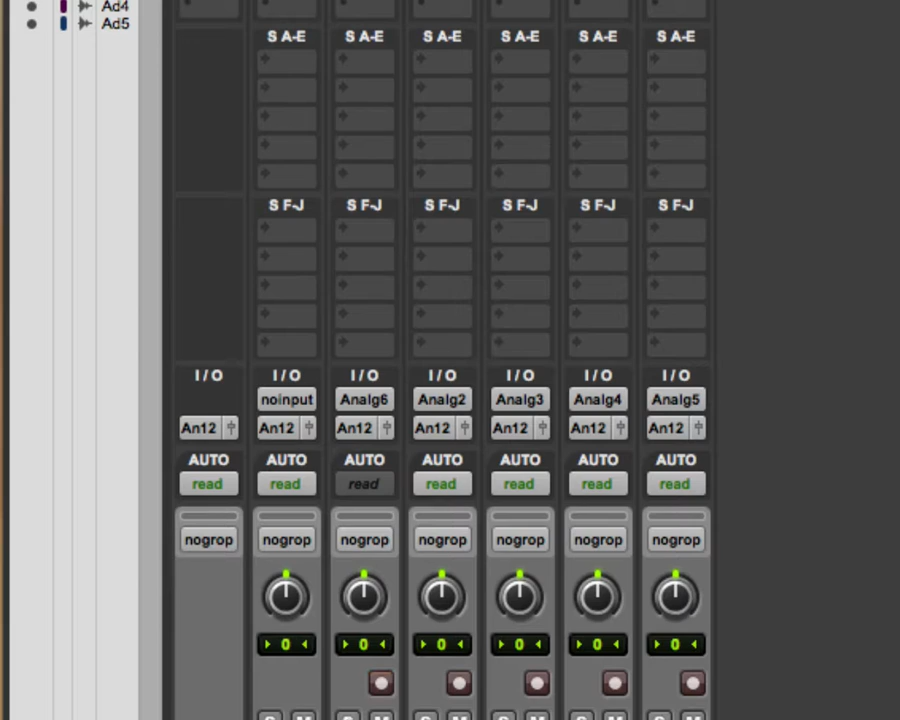 Ad4
Ad5
S A-E S A-E S A-E S A-E S A-E S A-E
S F-J S F-J S F-J S F-J S F-J S F-J
I / O I / O I / O I / O I / O I / O I / O
noinput Analg6 Analg2 Analg3 Analg4 Analg5
An12 An12 An12 An12 An12 An12 An12
AUTO AUTO AUTO AUTO AUTO AUTO AUTO
read read read read read read read
nogrop nogrop nogrop nogrop nogrop nogrop nogrop
0 0 0 0 0 0